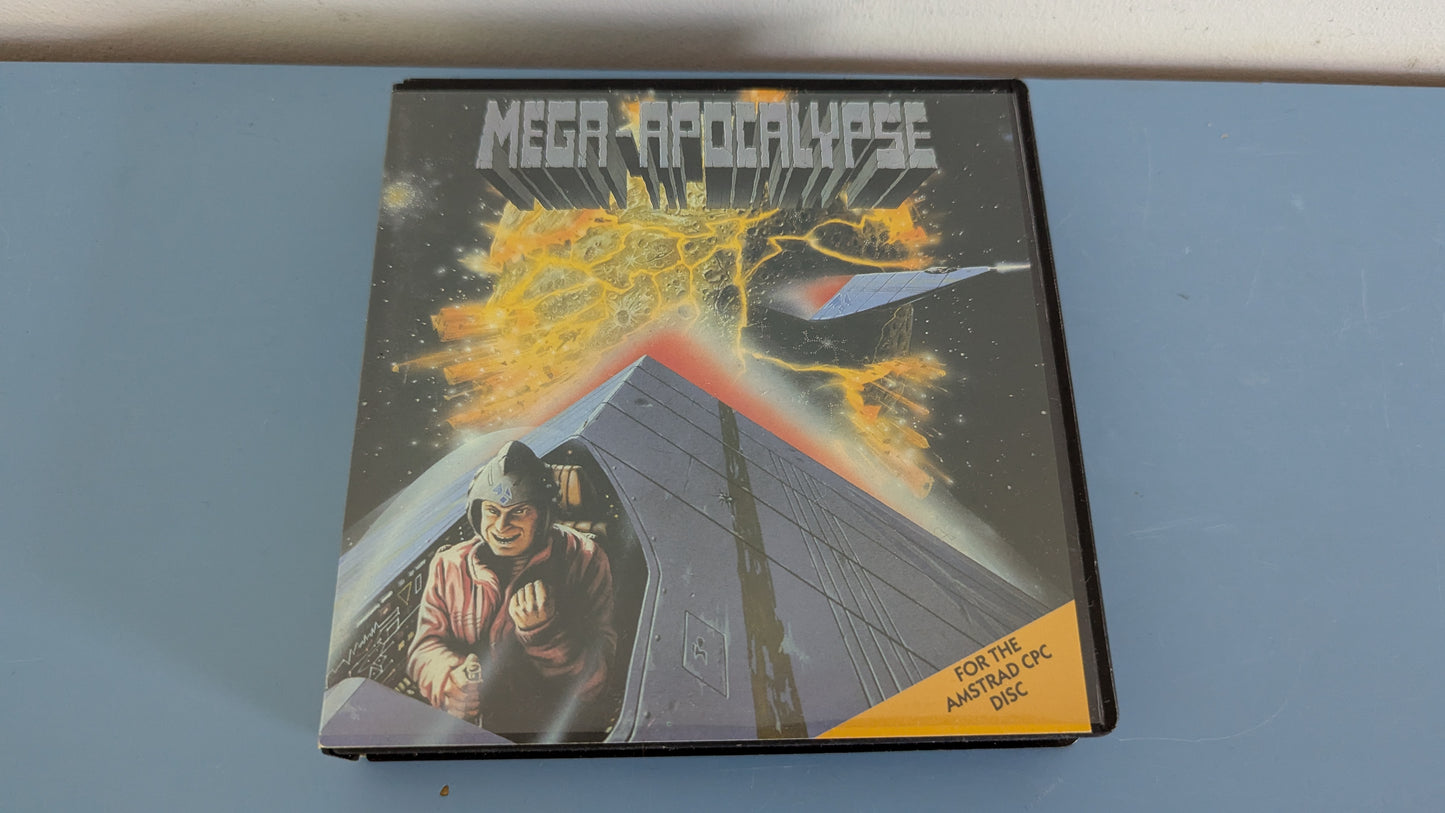 MEGA-APOCALYPSE
FOR THE
AMSTRAD CPC
DISC